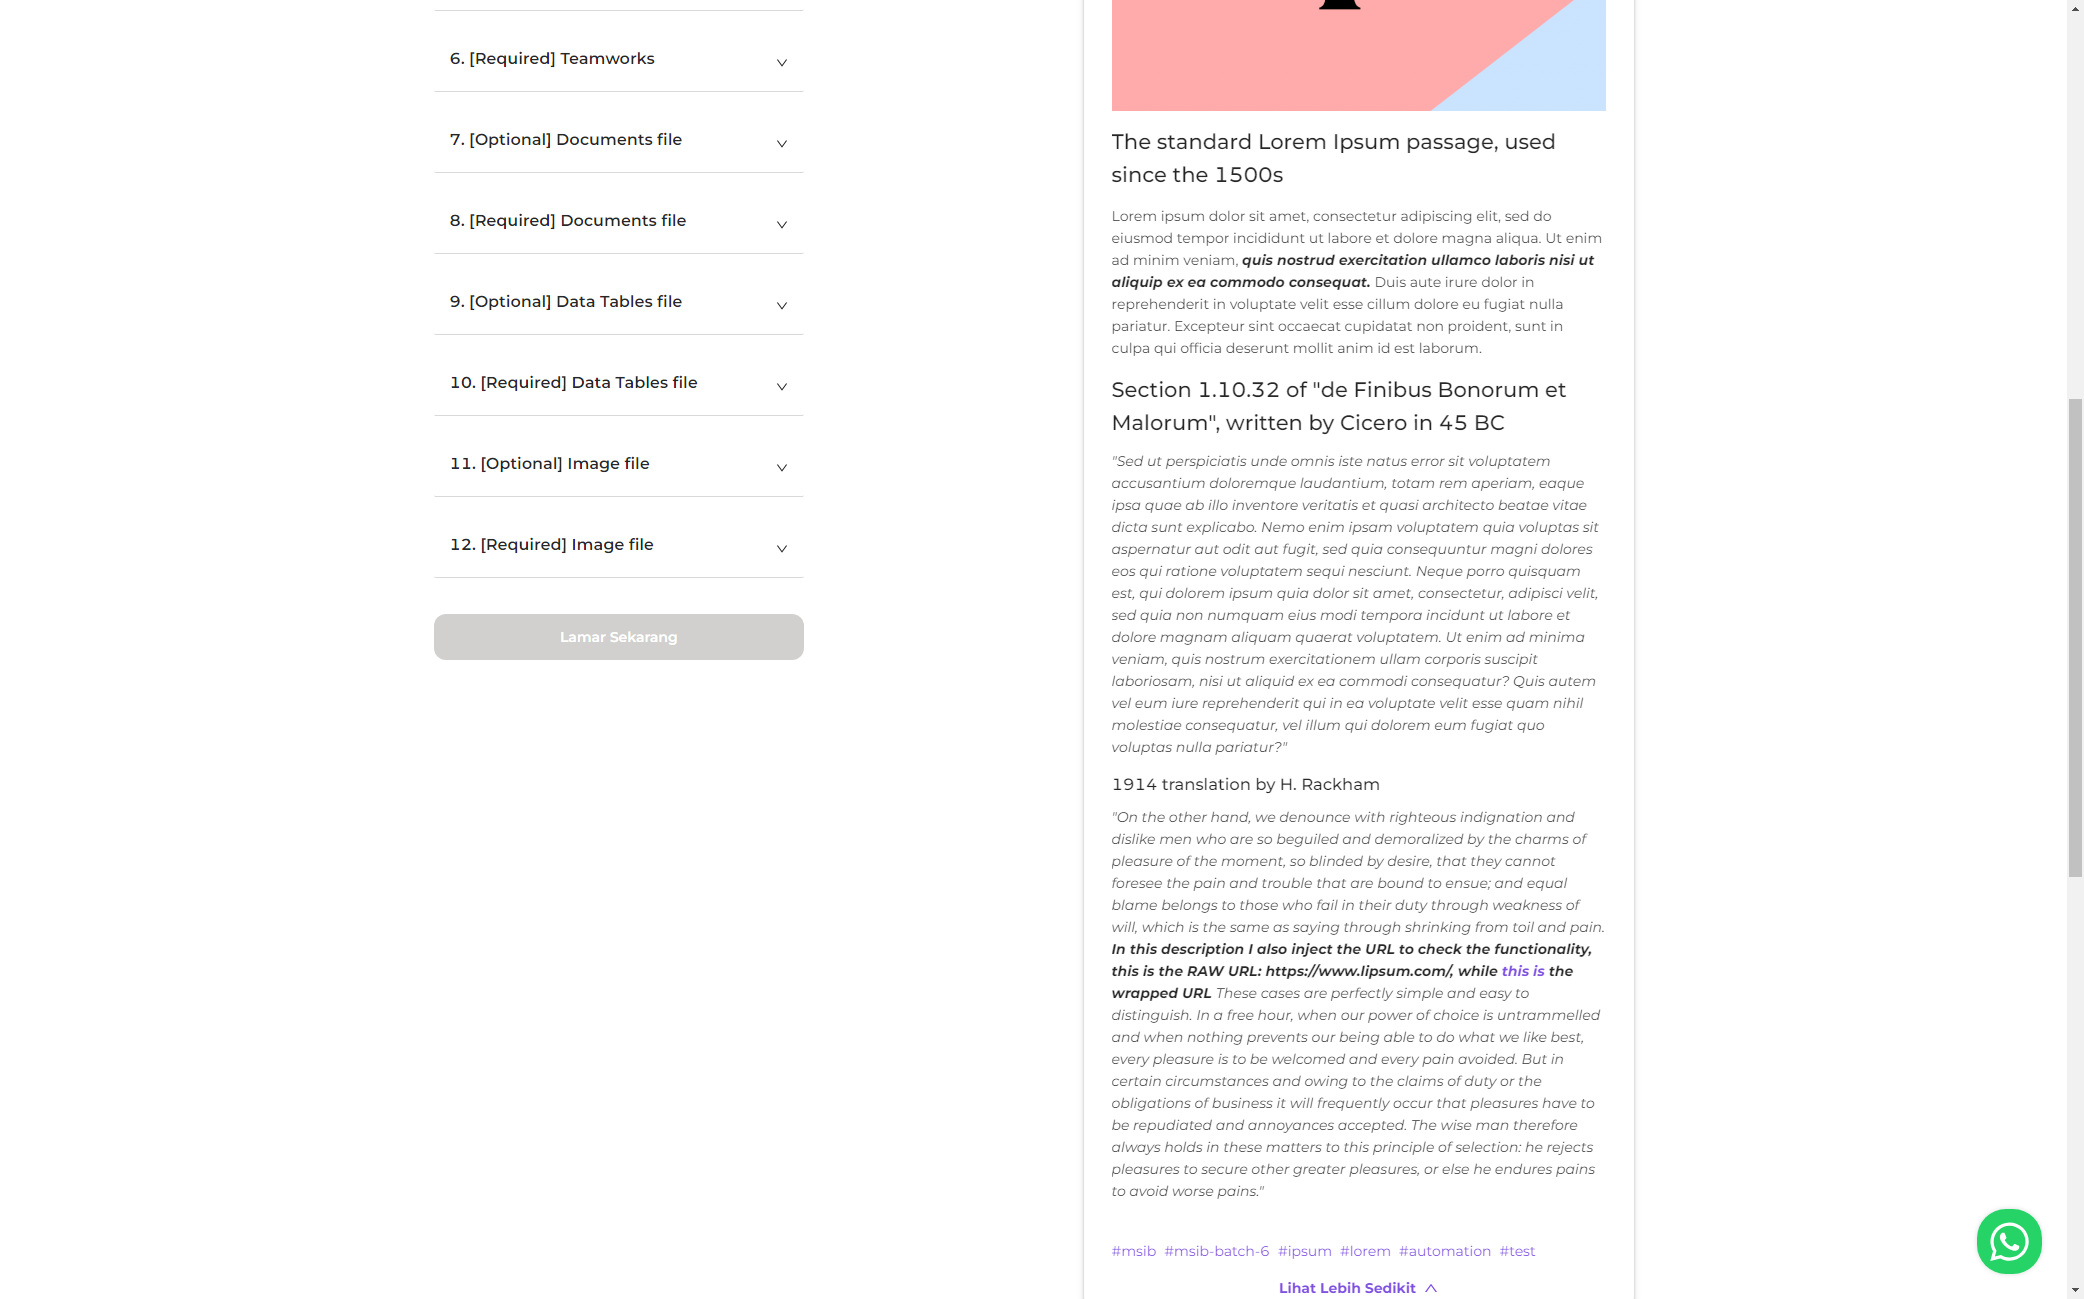 6. [Required] Teamworks
7. [Optional] Documents file
8. [Required] Documents file
9. [Optional] Data Tables file
10. [Required] Data Tables file
11. [Optional] Image file
12. [Required] Image file
Lamar Sekarang
The standard Lorem Ipsum passage, used
since the 1500s
Lorem ipsum dolor sit amet, consectetur adipiscing elit, sed do
eiusmod tempor incididunt ut labore et dolore magna aliqua. Ut enim
ad minim veniam, quis nostrud exercitation ullamco laboris nisi ut
aliquip ex ea commodo consequat. Duis aute irure dolor in
reprehenderit in voluptate velit esse cillum dolore eu fugiat nulla
pariatur. Excepteur sint occaecat cupidatat non proident, sunt in
culpa qui officia deserunt mollit anim id est laborum.
Section 1.10.32 of "de Finibus Bonorum et
Malorum", written by Cicero in 45 BC
"Sed ut perspiciatis unde omnis iste natus error sit voluptatem
accusantium doloremque laudantium, totam rem aperiam, eaque
ipsa quae ab illo inventore veritatis et quasi architecto beatae vitae
dicta sunt explicabo. Nemo enim ipsam voluptatem quia voluptas sit
aspernatur aut odit aut fugit, sed quia consequuntur magni dolores
eos qui ratione voluptatem sequi nesciunt. Neque porro quisquam
est, qui dolorem ipsum quia dolor sit amet, consectetur, adipisci velit,
sed quia non numquam eius modi tempora incidunt ut labore et
dolore magnam aliquam quaerat voluptatem. Ut enim ad minima
veniam, quis nostrum exercitationem ullam corporis suscipit
laboriosam, nisi ut aliquid ex ea commodi consequatur? Quis autem
vel eum iure reprehenderit qui in ea voluptate velit esse quam nihil
molestiae consequatur, vel illum qui dolorem eum fugiat quo
voluptas nulla pariatur?"
1914 translation by H. Rackham
"On the other hand, we denounce with righteous indignation and
dislike men who are so beguiled and demoralized by the charms of
pleasure of the moment, so blinded by desire, that they cannot
foresee the pain and trouble that are bound to ensue; and equal
blame belongs to those who fail in their duty through weakness of
will, which is the same as saying through shrinking from toil and pain.
In this description I also inject the URL to check the functionality,
this is the RAW URL: https://www.lipsum.com/, while this is the
wrapped URL These cases are perfectly simple and easy to
distinguish. In a free hour, when our power of choice is untrammelled
and when nothing prevents our being able to do what we like best,
every pleasure is to be welcomed and every pain avoided. But in
certain circumstances and owing to the claims of duty or the
obligations of business it will frequently occur that pleasures have to
be repudiated and annoyances accepted. The wise man therefore
always holds in these matters to this principle of selection: he rejects
pleasures to secure other greater pleasures, or else he endures pains
to avoid worse pains."
#msib #msib-batch-6 #ipsum #lorem #automation #test
Lihat Lebih Sedikit